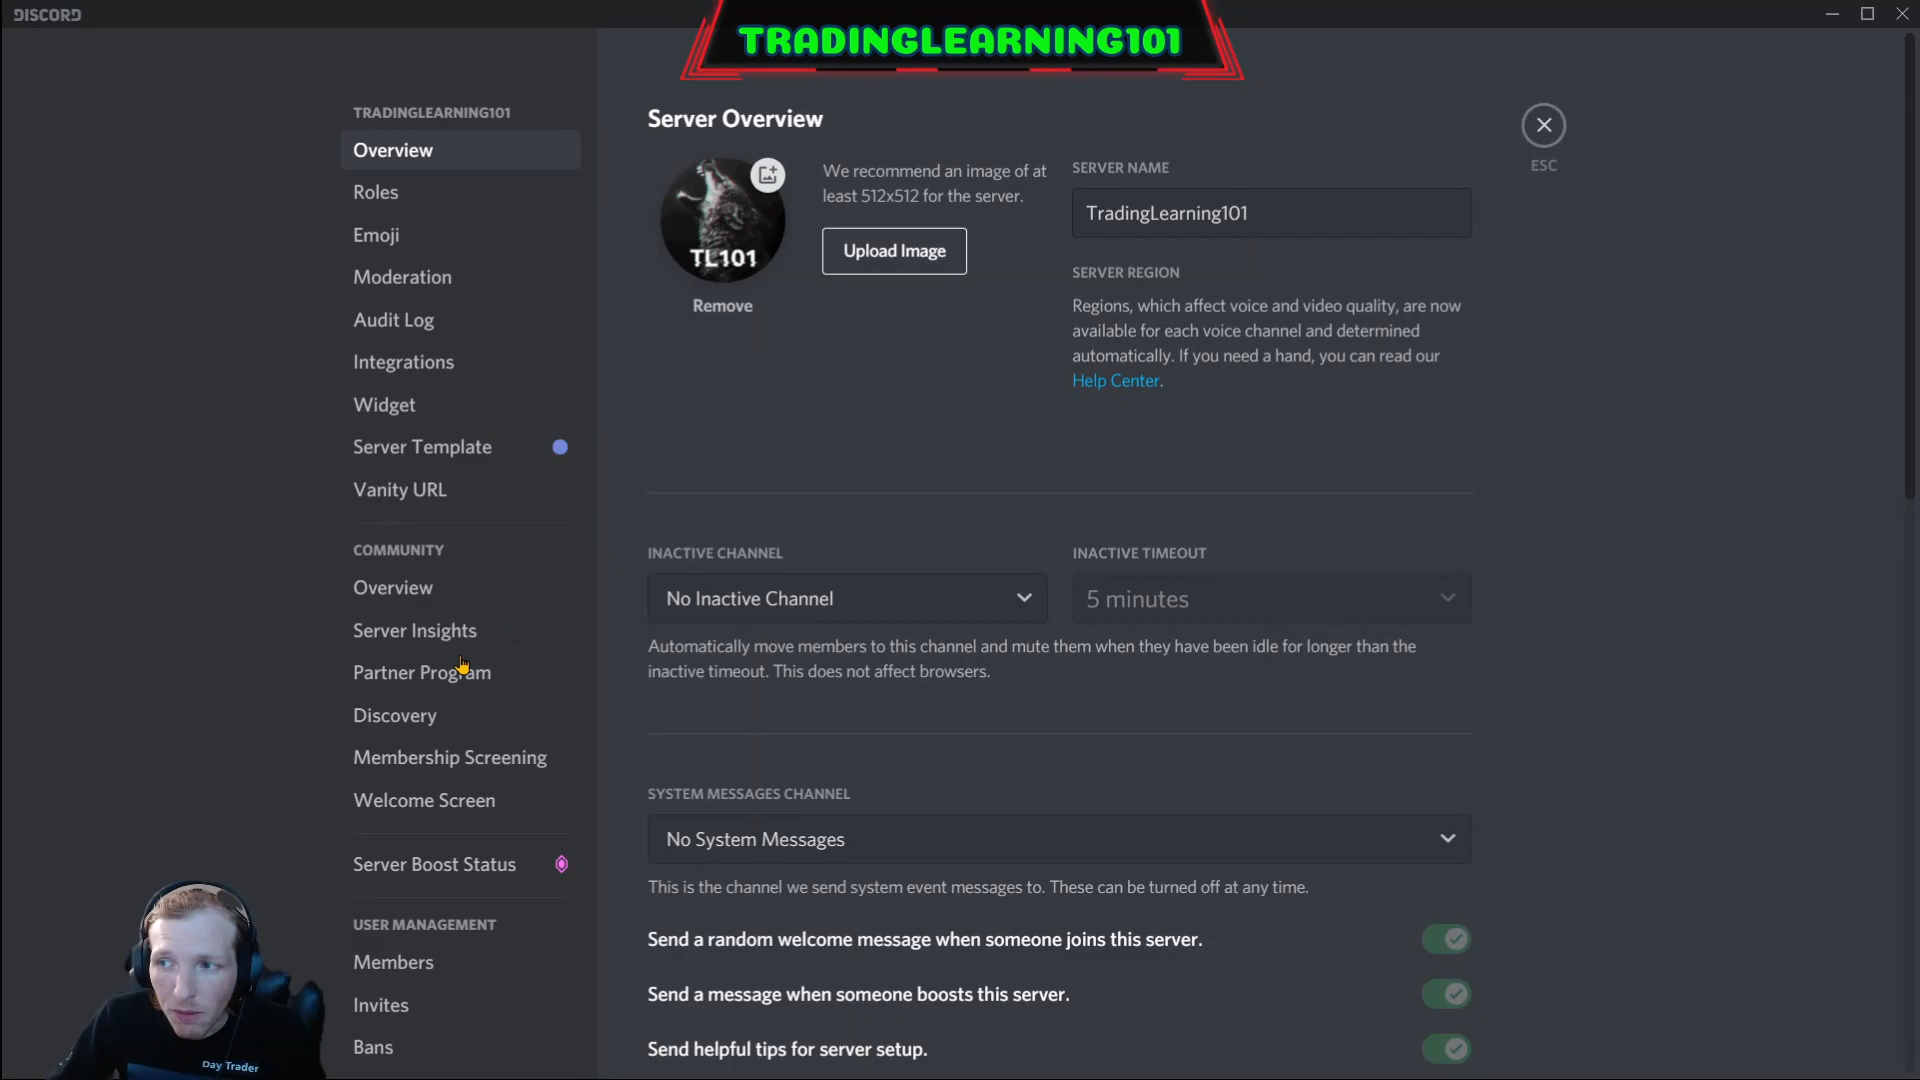 DISCORD
TRADINGLEARNING101
TRADINGLEARNING101
Overview
Roles
Emoji
Moderation
Audit Log
Integrations
Widget
Server Template
Vanity URL
COMMUNITY
Overview
Server Insights
Partner Program
Discovery
Membership Screening
Welcome Screen
Server Boost Status
USER MANAGEMENT
Members
Invites
Bans
Server Overview
TL101
Remove
We recommend an image of at
least 512x512 for the server.
Upload Image
SERVER NAME
TradingLearning101
SERVER REGION
Regions, which affect voice and video quality, are now
available for each voice channel and determined
automatically. If you need a hand, you can read our
Help Center.
ESC
INACTIVE CHANNEL
No Inactive Channel
INACTIVE TIMEOUT
5 minutes
Automatically move members to this channel and mute them when they have been idle for longer than the
inactive timeout. This does not affect browsers.
SYSTEM MESSAGES CHANNEL
No System Messages
This is the channel we send system event messages to. These can be turned off at any time.
Send a random welcome message when someone joins this server.
Send a message when someone boosts this server.
Send helpful tips for server setup.
Day Trader